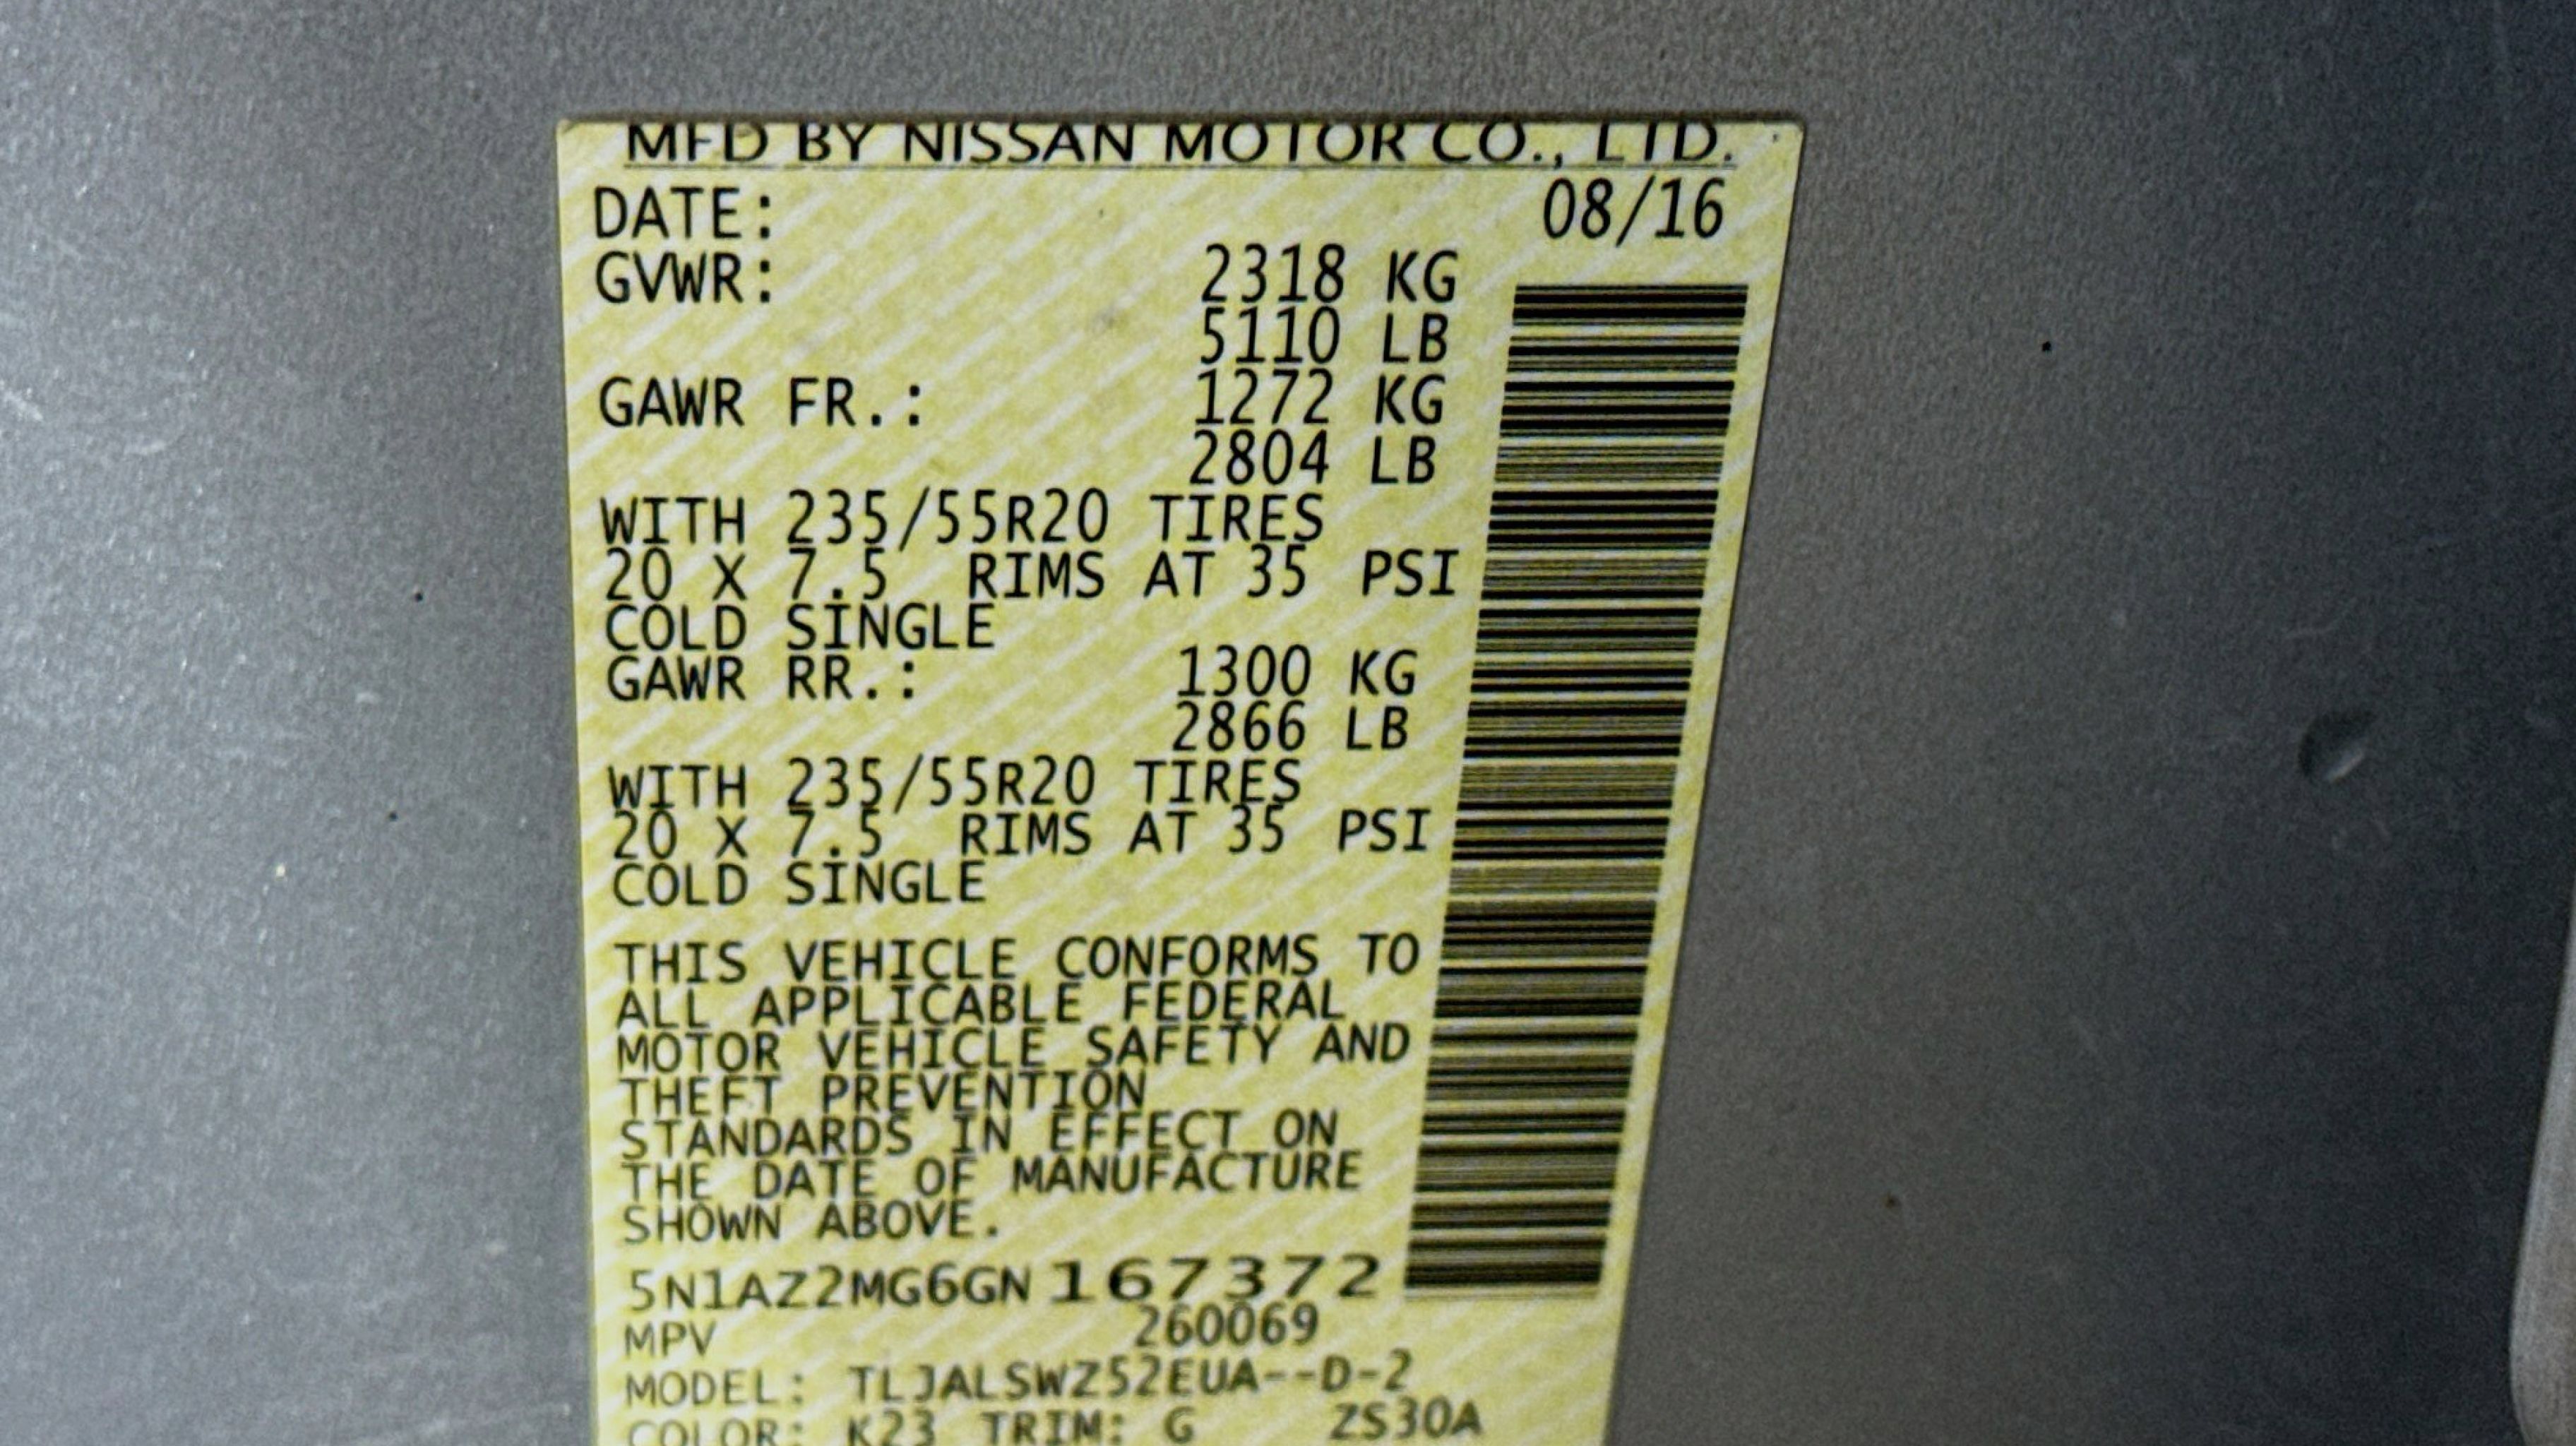 MFD BY NISSAN MOTOR CO., LTD.
DATE: 08/16
GVWR: 2318 KG
5110 LB
GAWR FR.: 1272 KG
2804 LB
WITH 235/55R20 TIRES
20 X 7.5 RIMS AT 35 PSI
COLD SINGLE
GAWR RR.: 1300 KG
2866 LB
WITH 235/55R20 TIRES
20 X 7.5 RIMS AT 35 PSI
COLD SINGLE
THIS VEHICLE CONFORMS TO
ALL APPLICABLE FEDERAL
MOTOR VEHICLE SAFETY AND
THEFT PREVENTION
STANDARDS IN EFFECT ON
THE DATE OF MANUFACTURE
SHOWN ABOVE.
5N1AZ2MG6GN167372
MPV 260069
MODEL: TLJALSWZ52EUA--D-2
COLOR: K23 TRIM: G ZS30A